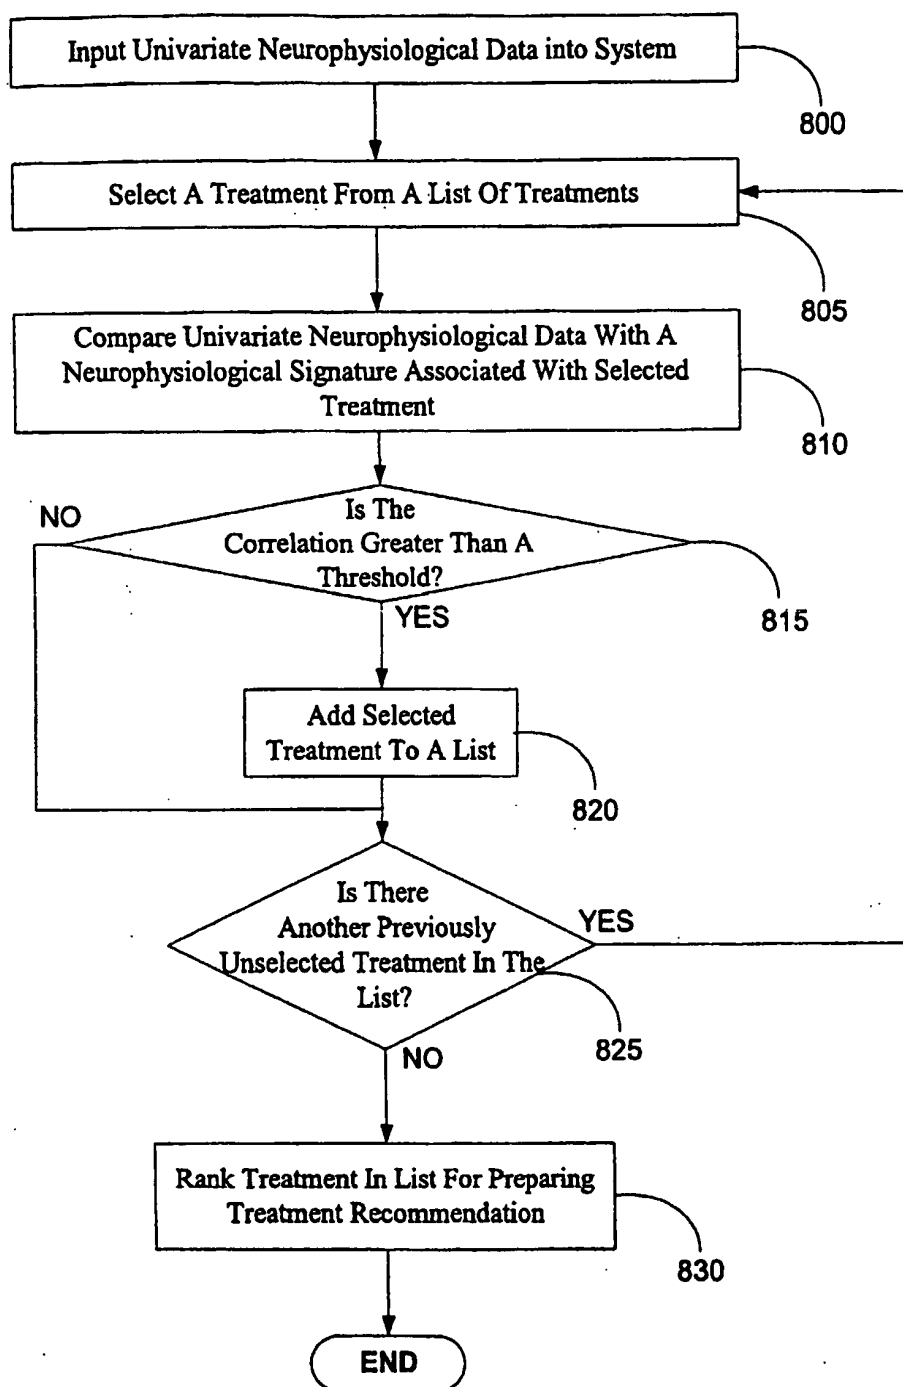 Input Univariate Neurophysiological Data into System
800
Select A Treatment From A List Of Treatments
805
Compare Univariate Neurophysiological Data With A
Neurophysiological Signature Associated With Selected
Treatment
810
NO
Is The
Correlation Greater Than A
Threshold?
815
YES
Add Selected
Treatment To A List
820
Is There
Another Previously
Unselected Treatment In The
List?
YES
825
NO
Rank Treatment In List For Preparing
Treatment Recommendation
830
END